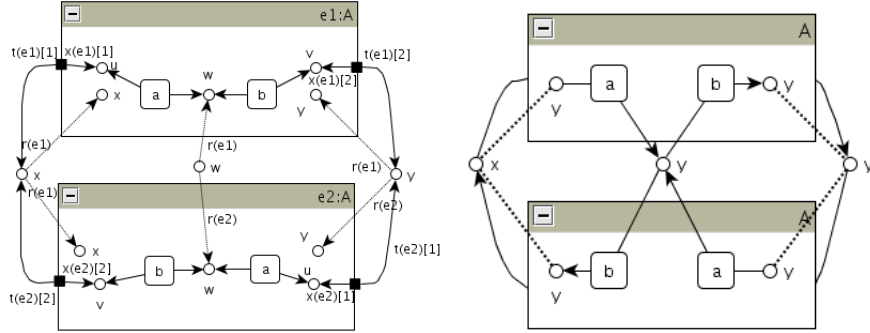 e1:A
t(e1)[1]
x(e1)[1]
u
w
v
t(e1)[2]
x(e1)[2]
a
b
x
y
r(e1)
r(e1)
r(e1)
x
w
y
r(e1)
r(e2)
r(e2)
e2:A
x
y
t(e2)[1]
x(e2)[2]
b
a
u
t(e2)[2]
v
w
x(e2)[1]
A
a
b
y
y
x
y
y
A
b
a
y
y